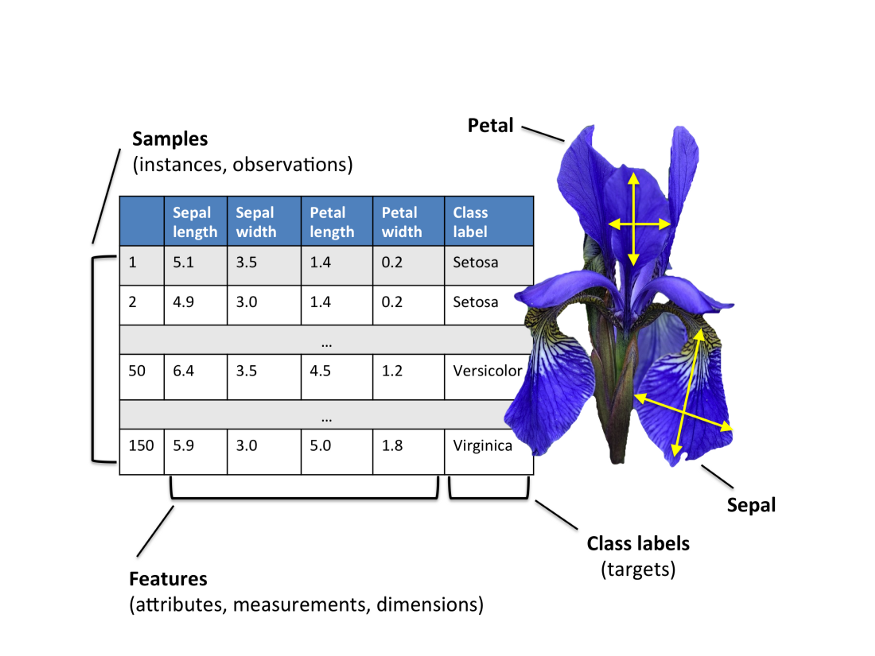 Samples
(instances, observations)
Petal
Sepal length Sepal width Petal length Petal width Class label
1 5.1 3.5 1.4 0.2 Setosa
2 4.9 3.0 1.4 0.2 Setosa
...
50 6.4 3.5 4.5 1.2 Versicolor
...
150 5.9 3.0 5.0 1.8 Virginica
Sepal
Class labels
(targets)
Features
(attributes, measurements, dimensions)